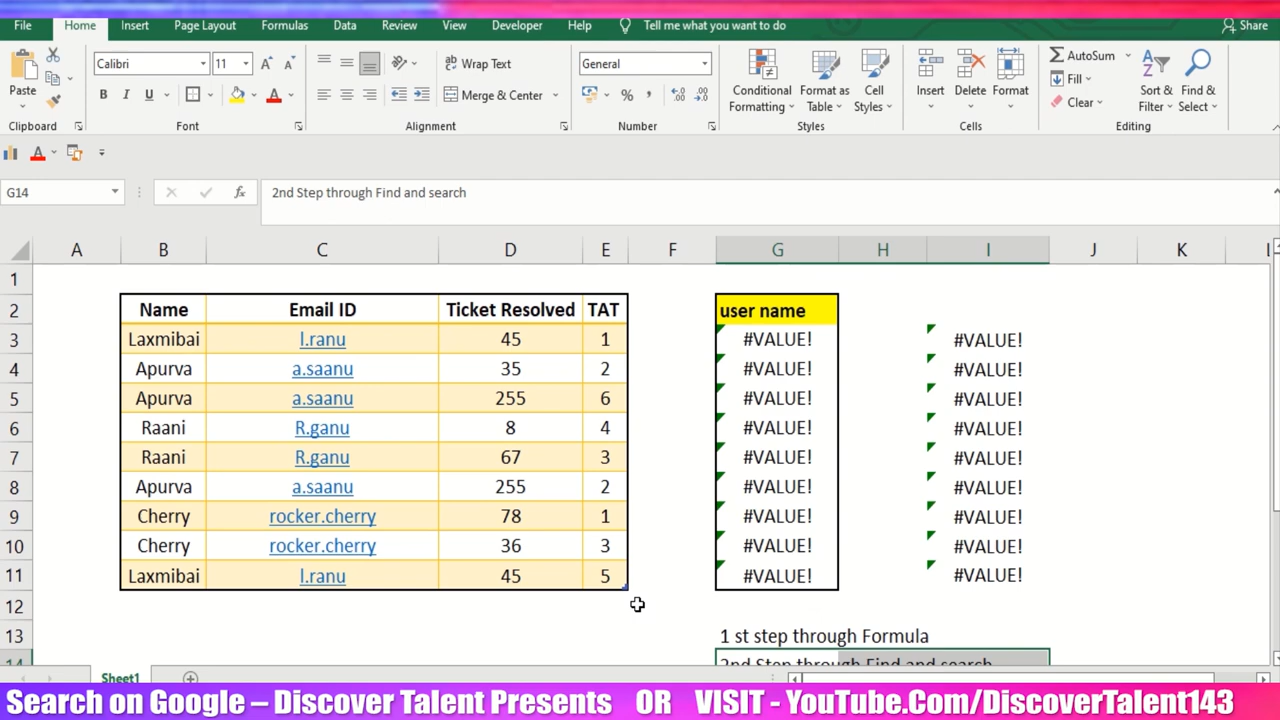 File Home Insert Page Layout Formulas Data Review View Developer Help Tell me what you want to do Share
Calibri 11 Wrap Text General AutoSum
Paste B I U Merge & Center % , Conditional Formatting Format as Table Cell Styles Insert Delete Format Fill Clear Sort & Filter Find & Select
Clipboard Font Alignment Number Styles Cells Editing
G14 fx 2nd Step through Find and search
A B C D E F G H I J K L
1
2 Name Email ID Ticket Resolved TAT user name
3 Laxmibai l.ranu 45 1 #VALUE! #VALUE!
4 Apurva a.saanu 35 2 #VALUE! #VALUE!
5 Apurva a.saanu 255 6 #VALUE! #VALUE!
6 Raani R.ganu 8 4 #VALUE! #VALUE!
7 Raani R.ganu 67 3 #VALUE! #VALUE!
8 Apurva a.saanu 255 2 #VALUE! #VALUE!
9 Cherry rocker.cherry 78 1 #VALUE! #VALUE!
10 Cherry rocker.cherry 36 3 #VALUE! #VALUE!
11 Laxmibai l.ranu 45 5 #VALUE! #VALUE!
12
13 1 st step through Formula
14 2nd Step through Find and search
Sheet1
Search on Google – Discover Talent Presents OR VISIT - YouTube.Com/DiscoverTalent143